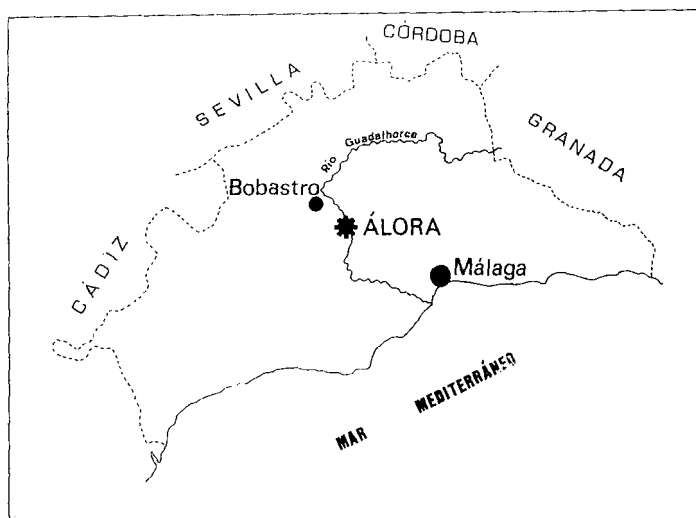 CÓRDOBA
SEVILLA
GRANADA
Río Guadalhorce
Bobastro
ÁLORA
CÁDIZ
Málaga
MAR MEDITERRÁNEO